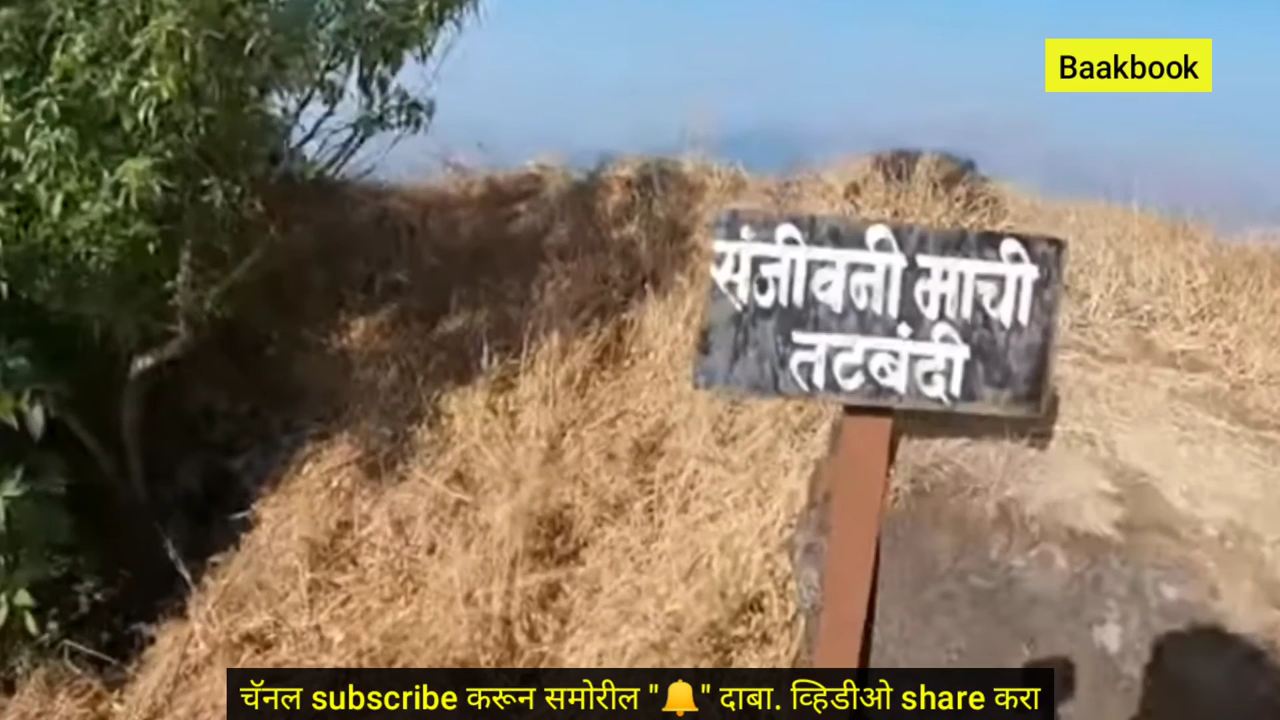 Baakbook
संजीवनी माची
तटबंदी
चॅनल subscribe करून समोरील "🔔" दाबा. व्हिडीओ share करा